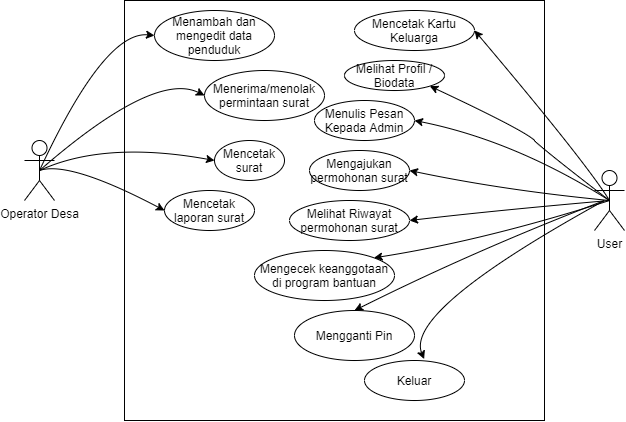 Menambah dan
mengedit data
penduduk
Mencetak Kartu
Keluarga
Melihat Profil /
Biodata
Menerima/menolak
permintaan surat
Menulis Pesan
Kepada Admin
Mencetak
surat
Mengajukan
permohonan surat
Mencetak
laporan surat
Melihat Riwayat
permohonan surat
Operator Desa
User
Mengecek keanggotaan
di program bantuan
Mengganti Pin
Keluar